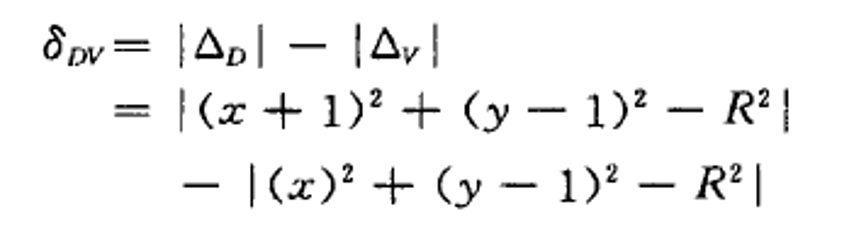 δ_DV = |Δ_D| − |Δ_V|
= |(x + 1)² + (y − 1)² − R²|
− |(x)² + (y − 1)² − R²|